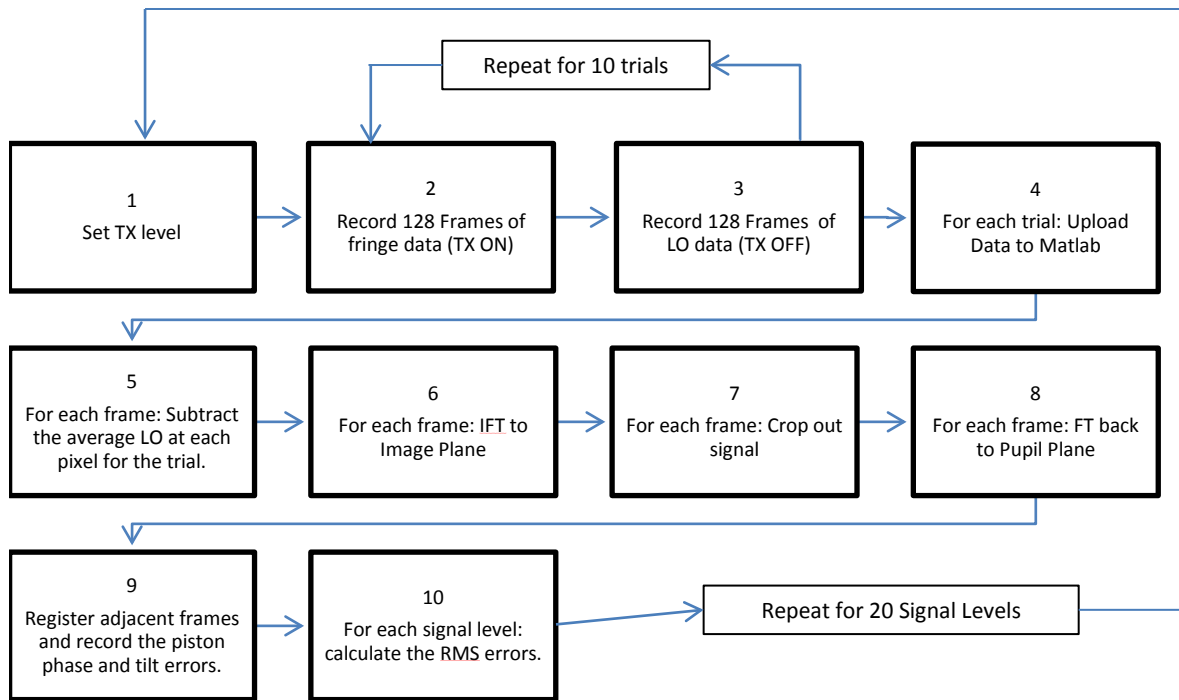 Repeat for 10 trials
1
Set TX level
2
Record 128 Frames of
fringe data (TX ON)
3
Record 128 Frames of
LO data (TX OFF)
4
For each trial: Upload
Data to Matlab
5
For each frame: Subtract
the average LO at each
pixel for the trial.
6
For each frame: IFT to
Image Plane
7
For each frame: Crop out
signal
8
For each frame: FT back
to Pupil Plane
9
Register adjacent frames
and record the piston
phase and tilt errors.
10
For each signal level:
calculate the RMS errors.
Repeat for 20 Signal Levels